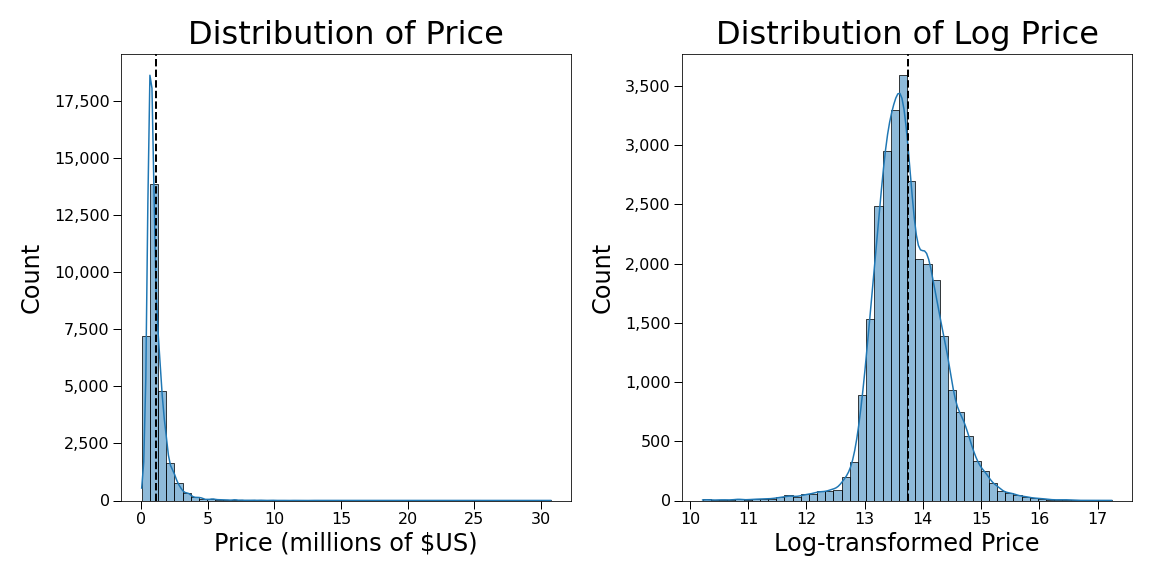 Distribution of Price
Count
17,500
15,000
12,500
10,000
7,500
5,000
2,500
0
0 5 10 15 20 25 30
Price (millions of $US)
Distribution of Log Price
Count
3,500
3,000
2,500
2,000
1,500
1,000
500
0
10 11 12 13 14 15 16 17
Log-transformed Price